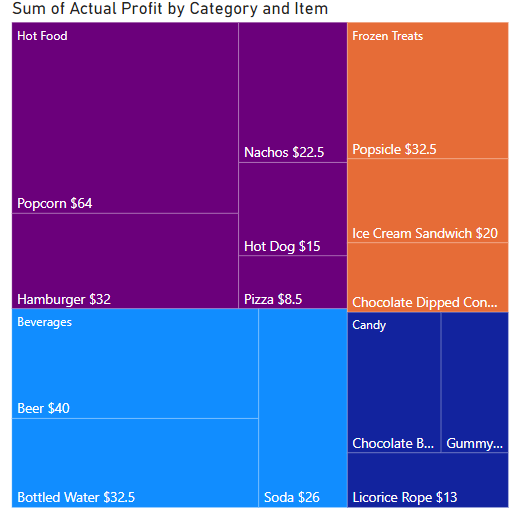 Sum of Actual Profit by Category and Item
Hot Food
Popcorn $64
Hamburger $32
Nachos $22.5
Hot Dog $15
Pizza $8.5
Frozen Treats
Popsicle $32.5
Ice Cream Sandwich $20
Chocolate Dipped Con...
Beverages
Beer $40
Bottled Water $32.5
Soda $26
Candy
Chocolate B...
Gummy...
Licorice Rope $13